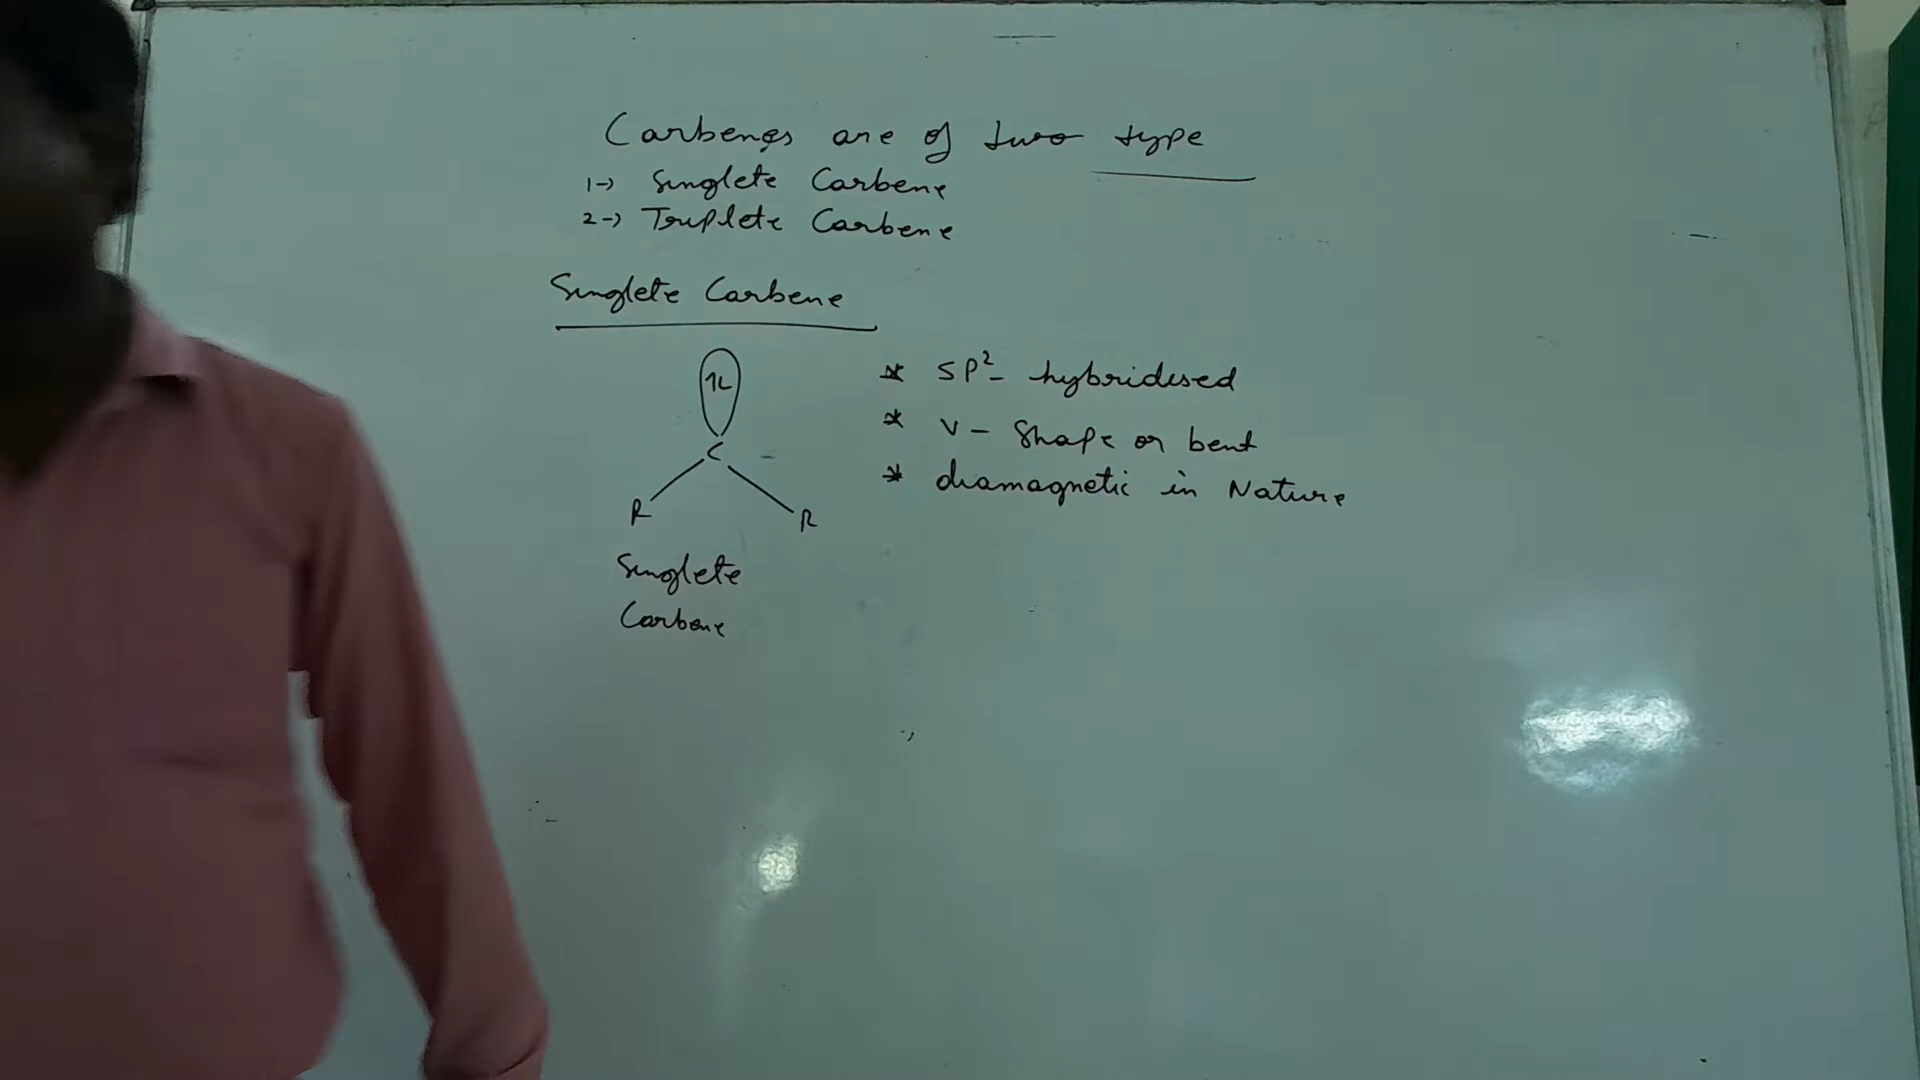 Carbenes are of two type
1-> Singlete Carbene
2-> Triplete Carbene
Singlete Carbene
1L
C
R R
* SP²- hybridised
* V- Shape or bent
* diamagnetic in Nature
Singlete
Carbene